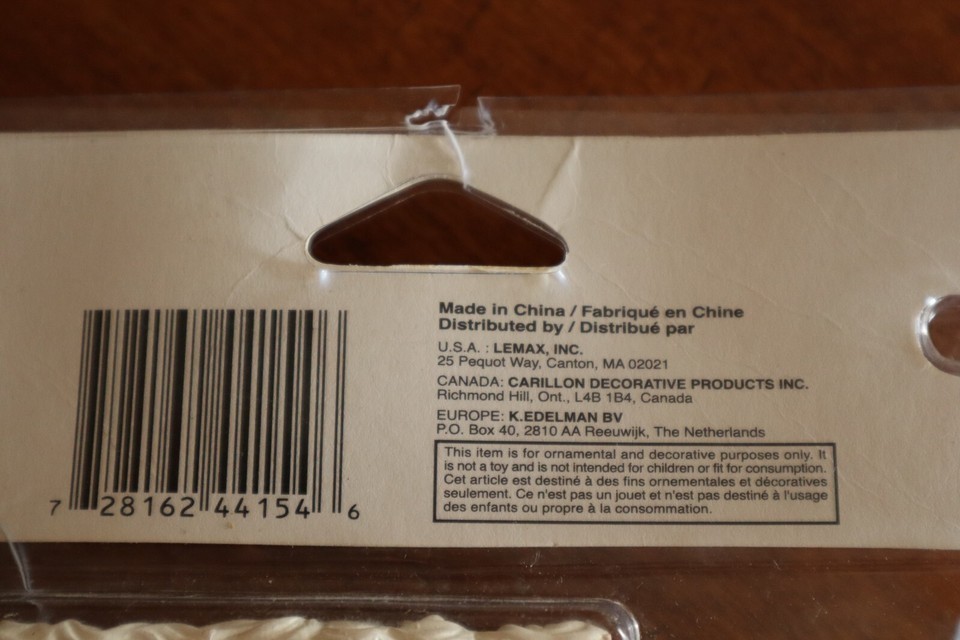 Made in China / Fabriqué en Chine
Distributed by / Distribué par
U.S.A. : LEMAX, INC.
25 Pequot Way, Canton, MA 02021
CANADA: CARILLON DECORATIVE PRODUCTS INC.
Richmond Hill, Ont., L4B 1B4, Canada
EUROPE: K.EDELMAN BV
P.O. Box 40, 2810 AA Reeuwijk, The Netherlands
This item is for ornamental and decorative purposes only. It
is not a toy and is not intended for children or fit for consumption.
Cet article est destiné à des fins ornementales et décoratives
seulement. Ce n'est pas un jouet et n'est pas destiné à l'usage
des enfants ou propre à la consommation.
7 28162 44154 6